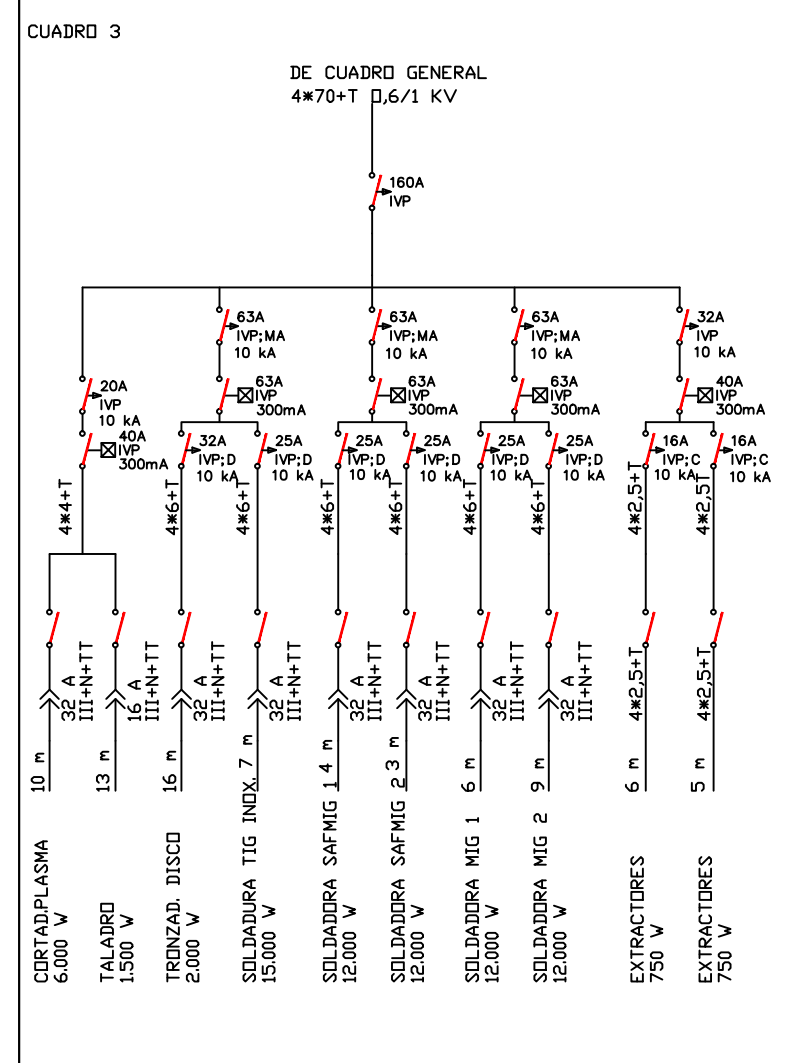 CUADRO 3
DE CUADRO GENERAL
4*70+T 0,6/1 KV
160A
IVP
63A
IVP;MA
10 kA
63A
IVP;MA
10 kA
63A
IVP;MA
10 kA
32A
IVP
10 kA
20A
IVP
10 kA
63A
IVP
300mA
63A
IVP
300mA
63A
IVP
300mA
40A
IVP
300mA
40A
IVP
300mA
32A
IVP;D
10 kA
25A
IVP;D
10 kA
25A
IVP;D
10 kA
25A
IVP;D
10 kA
25A
IVP;D
10 kA
25A
IVP;D
10 kA
16A
IVP;C
10 kA
16A
IVP;C
10 kA
4*4+T
4*6+T
4*6+T
4*6+T
4*6+T
4*6+T
4*6+T
4*2,5+T
4*2,5T
32 A
III+N+TT
16 A
III+N+TT
32 A
III+N+TT
32 A
III+N+TT
32 A
III+N+TT
32 A
III+N+TT
32 A
III+N+TT
32 A
III+N+TT
4*2,5+T
4*2,5+T
10 m
13 m
16 m
7 m
4 m
3 m
6 m
9 m
6 m
5 m
CORTAD.PLASMA
6.000 W
TALADRO
1.500 W
TRONZAD. DISCO
2.000 W
SOLDADURA TIG INOX.
15.000 W
SOLDADORA SAFMIG 1
12.000 W
SOLDADORA SAFMIG 2
12.000 W
SOLDADORA MIG 1
12.000 W
SOLDADORA MIG 2
12.000 W
EXTRACTORES
750 W
EXTRACTORES
750 W